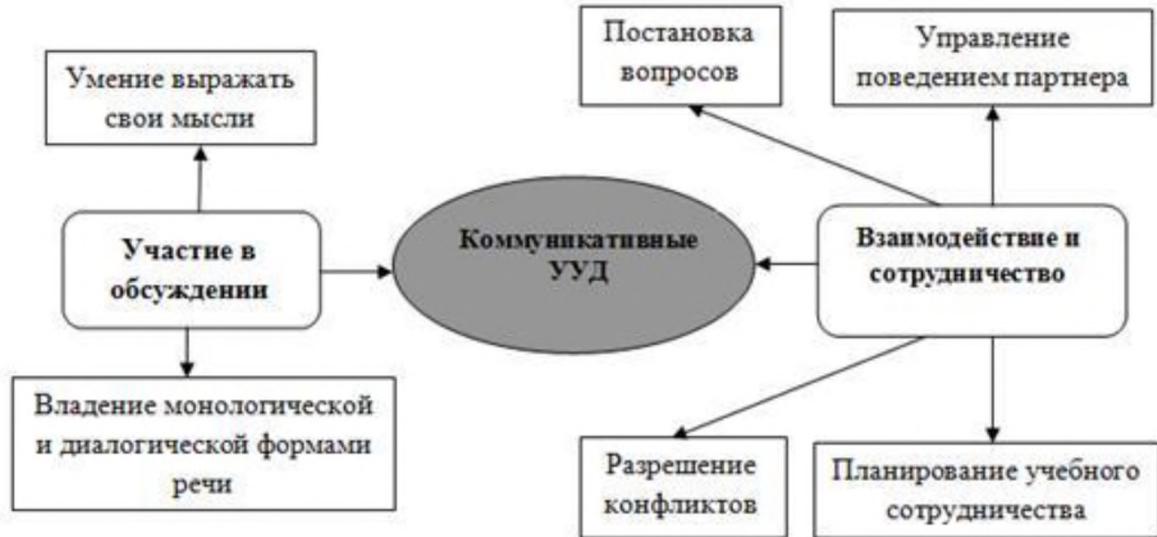 Постановка
вопросов
Управление
поведением партнера
Умение выражать
свои мысли
Участие в
обсуждении
Коммуникативные
УУД
Взаимодействие и
сотрудничество
Владение монологической
и диалогической формами
речи
Разрешение
конфликтов
Планирование учебного
сотрудничества